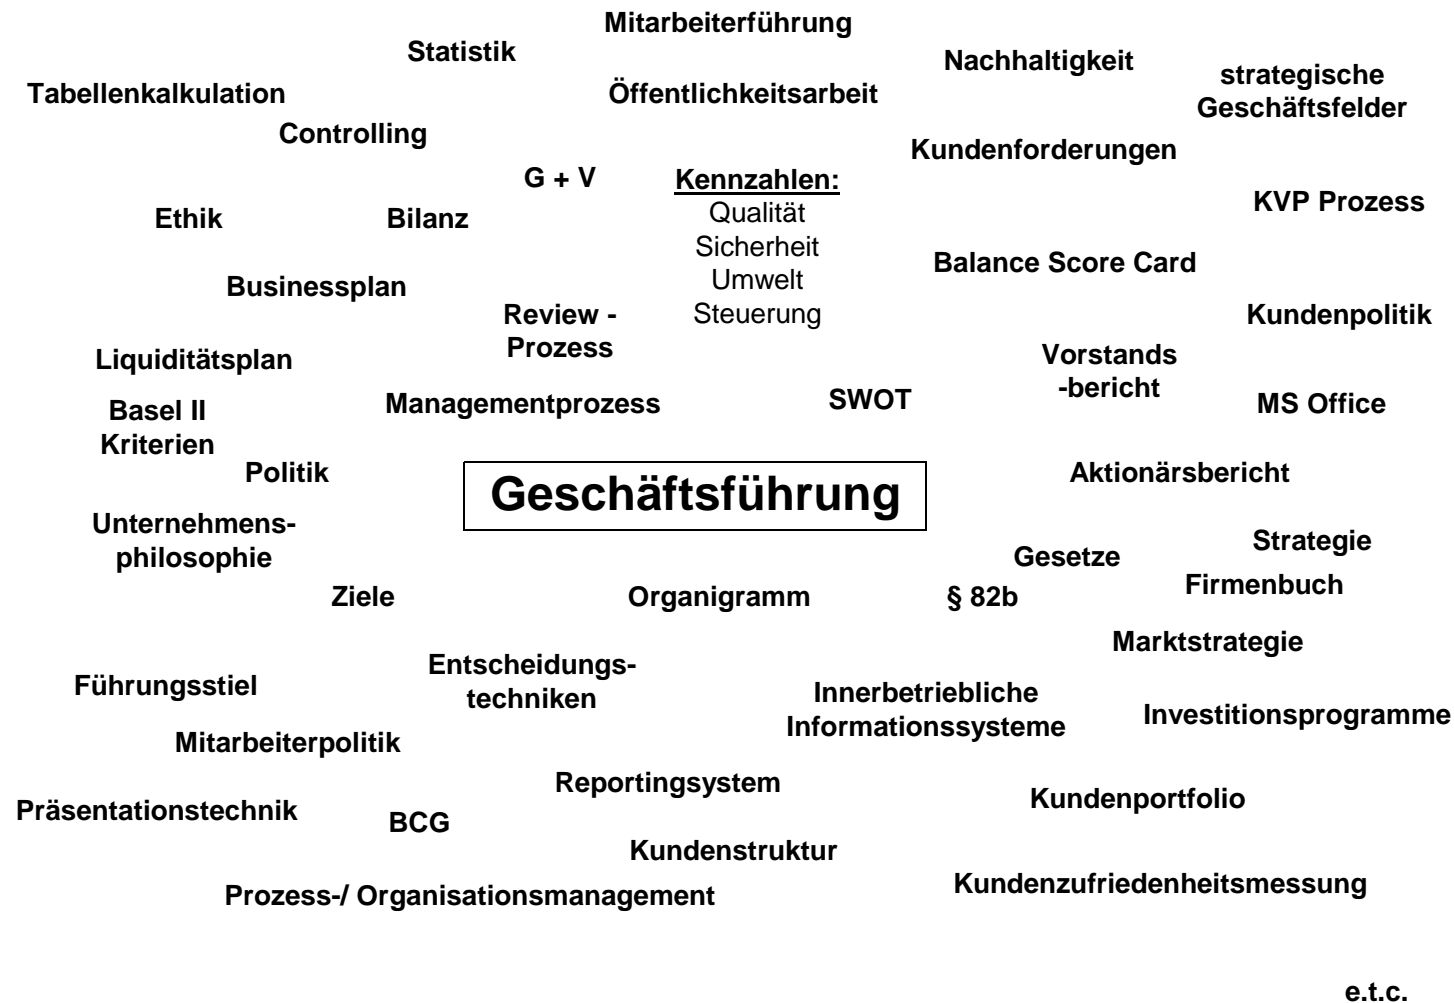 Mitarbeiterführung
Statistik
Nachhaltigkeit
strategische
Geschäftsfelder
Tabellenkalkulation
Öffentlichkeitsarbeit
Controlling
Kundenforderungen
G + V
Kennzahlen:
Qualität
Sicherheit
Umwelt
Steuerung
KVP Prozess
Ethik
Bilanz
Balance Score Card
Businessplan
Review -
Prozess
Kundenpolitik
Liquiditätsplan
Vorstands
-bericht
Basel II
Kriterien
Managementprozess
SWOT
MS Office
Politik
Geschäftsführung
Aktionärsbericht
Unternehmens-
philosophie
Gesetze
Strategie
Ziele
Organigramm
§ 82b
Firmenbuch
Marktstrategie
Führungsstiel
Entscheidungs-
techniken
Innerbetriebliche
Informationssysteme
Investitionsprogramme
Mitarbeiterpolitik
Reportingsystem
Kundenportfolio
Präsentationstechnik
BCG
Kundenstruktur
Prozess-/ Organisationsmanagement
Kundenzufriedenheitsmessung
e.t.c.